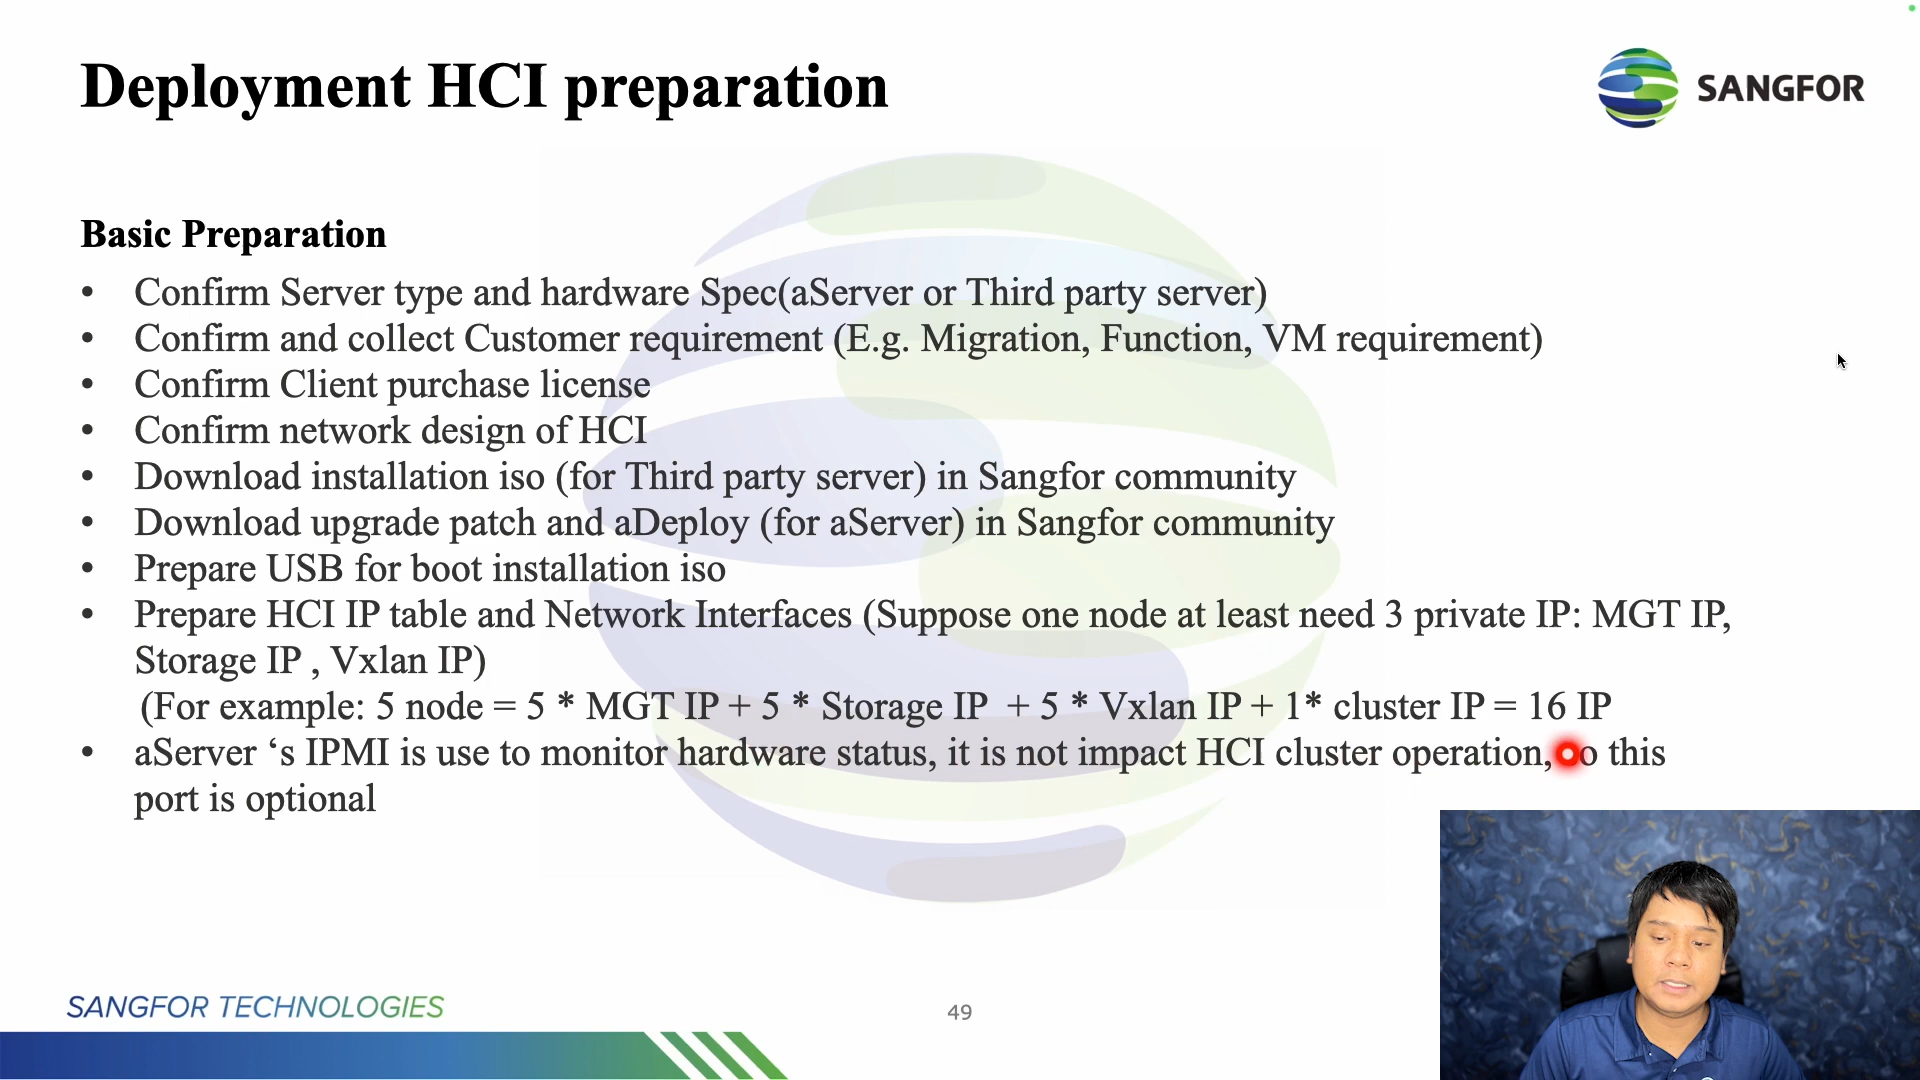 Deployment HCI preparation
SANGFOR
Basic Preparation
• Confirm Server type and hardware Spec(aServer or Third party server)
• Confirm and collect Customer requirement (E.g. Migration, Function, VM requirement)
• Confirm Client purchase license
• Confirm network design of HCI
• Download installation iso (for Third party server) in Sangfor community
• Download upgrade patch and aDeploy (for aServer) in Sangfor community
• Prepare USB for boot installation iso
• Prepare HCI IP table and Network Interfaces (Suppose one node at least need 3 private IP: MGT IP,
Storage IP , Vxlan IP)
(For example: 5 node = 5 * MGT IP + 5 * Storage IP + 5 * Vxlan IP + 1* cluster IP = 16 IP
• aServer ‘s IPMI is use to monitor hardware status, it is not impact HCI cluster operation, this
port is optional
SANGFOR TECHNOLOGIES
49